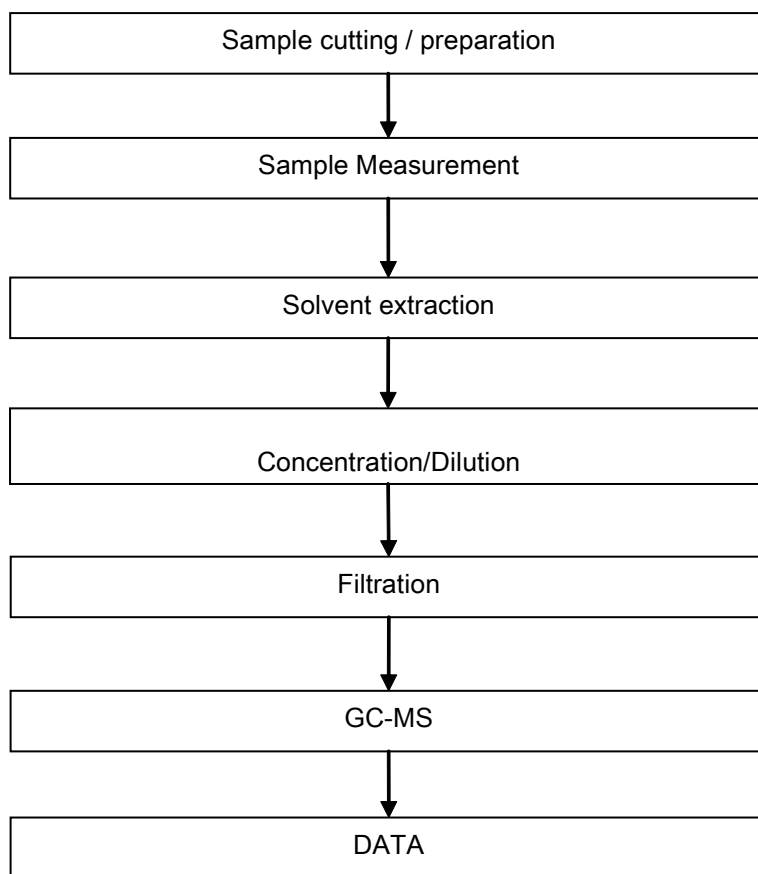 Sample cutting / preparation
Sample Measurement
Solvent extraction
Concentration/Dilution
Filtration
GC-MS
DATA